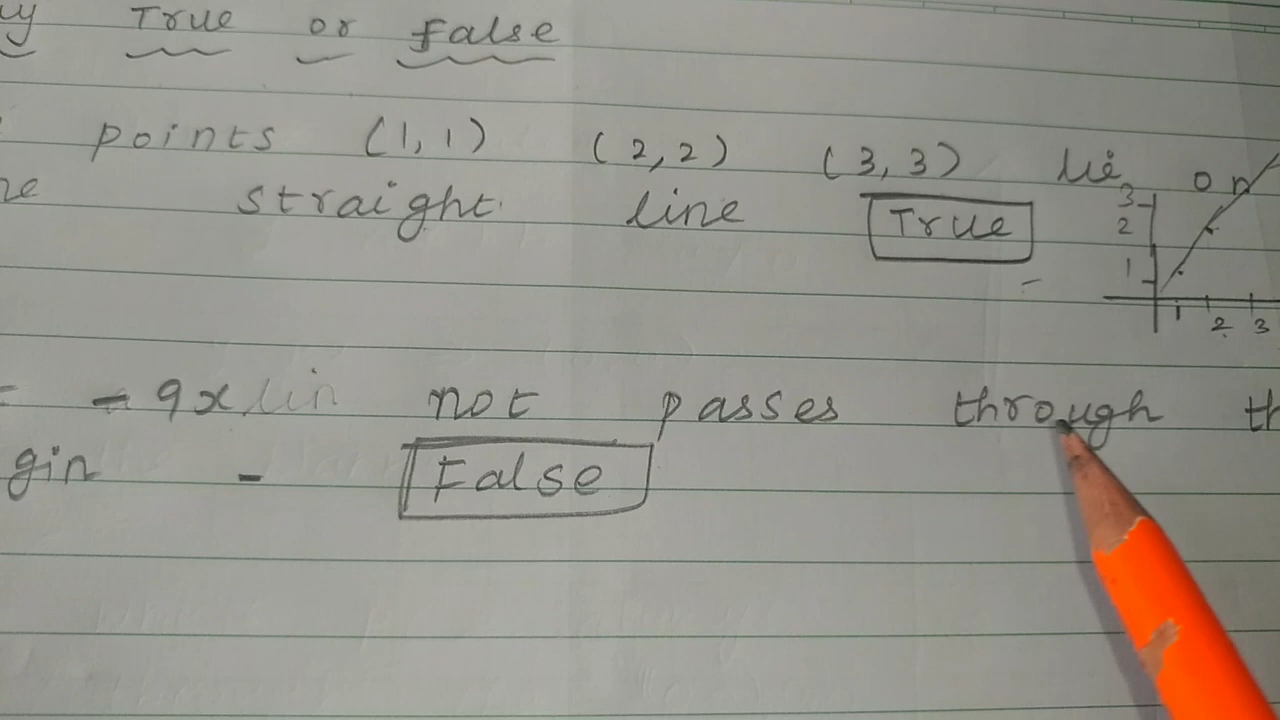 True or False
points (1,1) (2,2) (3,3) lie on
straight line True
3
2
1
1 2 3
= -9x lin not passes through th
gin - False